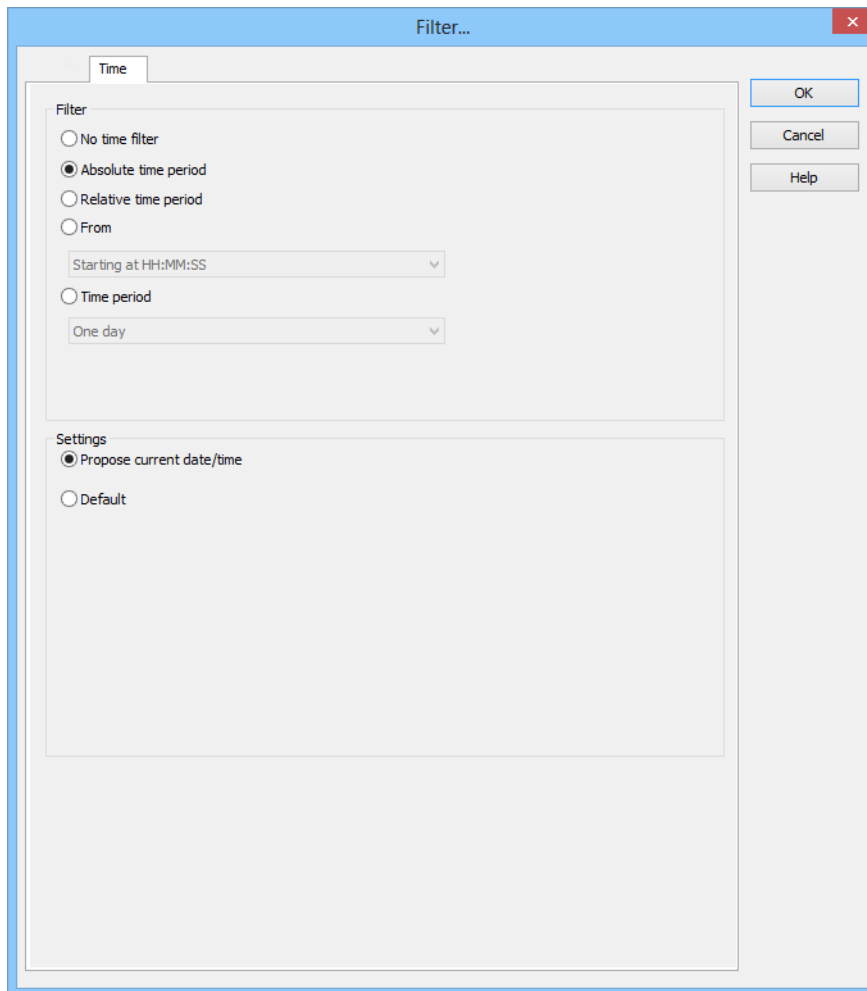 Filter...
Time
OK
Cancel
Help
Filter
No time filter
Absolute time period
Relative time period
From
Starting at HH:MM:SS
Time period
One day
Settings
Propose current date/time
Default